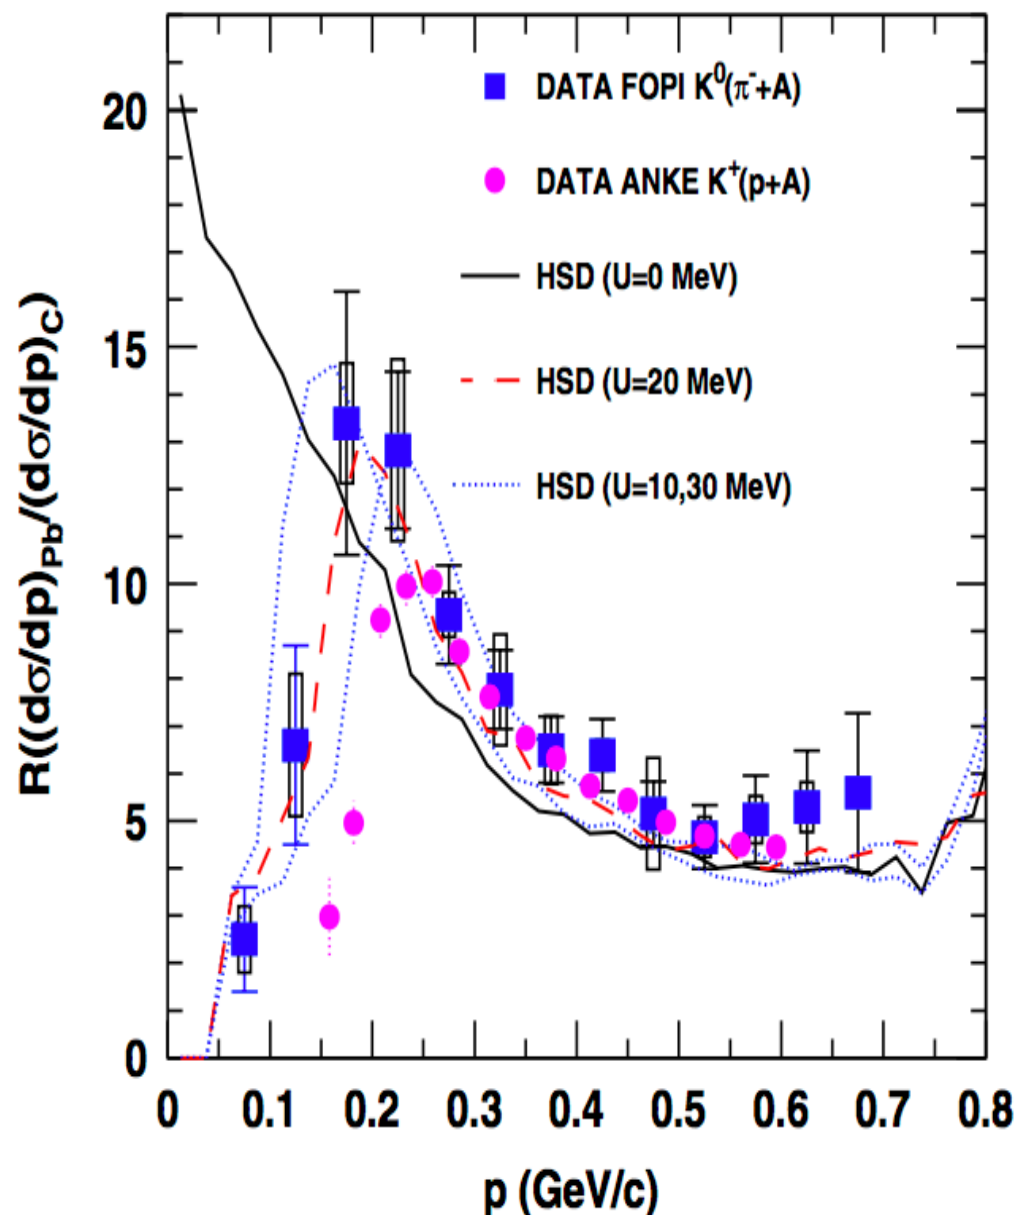 DATA FOPI K⁰(π⁻+A)
DATA ANKE K⁺(p+A)
HSD (U=0 MeV)
HSD (U=20 MeV)
HSD (U=10,30 MeV)
R((dσ/dp)Pb/(dσ/dp)C)
20
15
10
5
0
0 0.1 0.2 0.3 0.4 0.5 0.6 0.7 0.8
p (GeV/c)